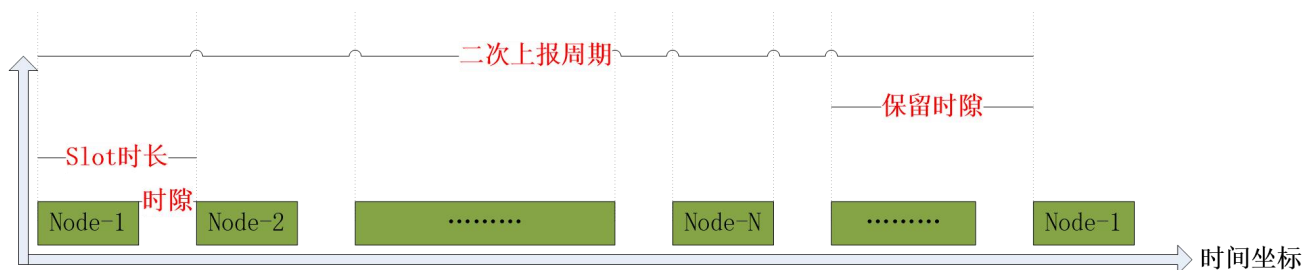 二次上报周期
保留时隙
Slot时长
时隙
Node-1
Node-2
………
Node-N
………
Node-1
时间坐标